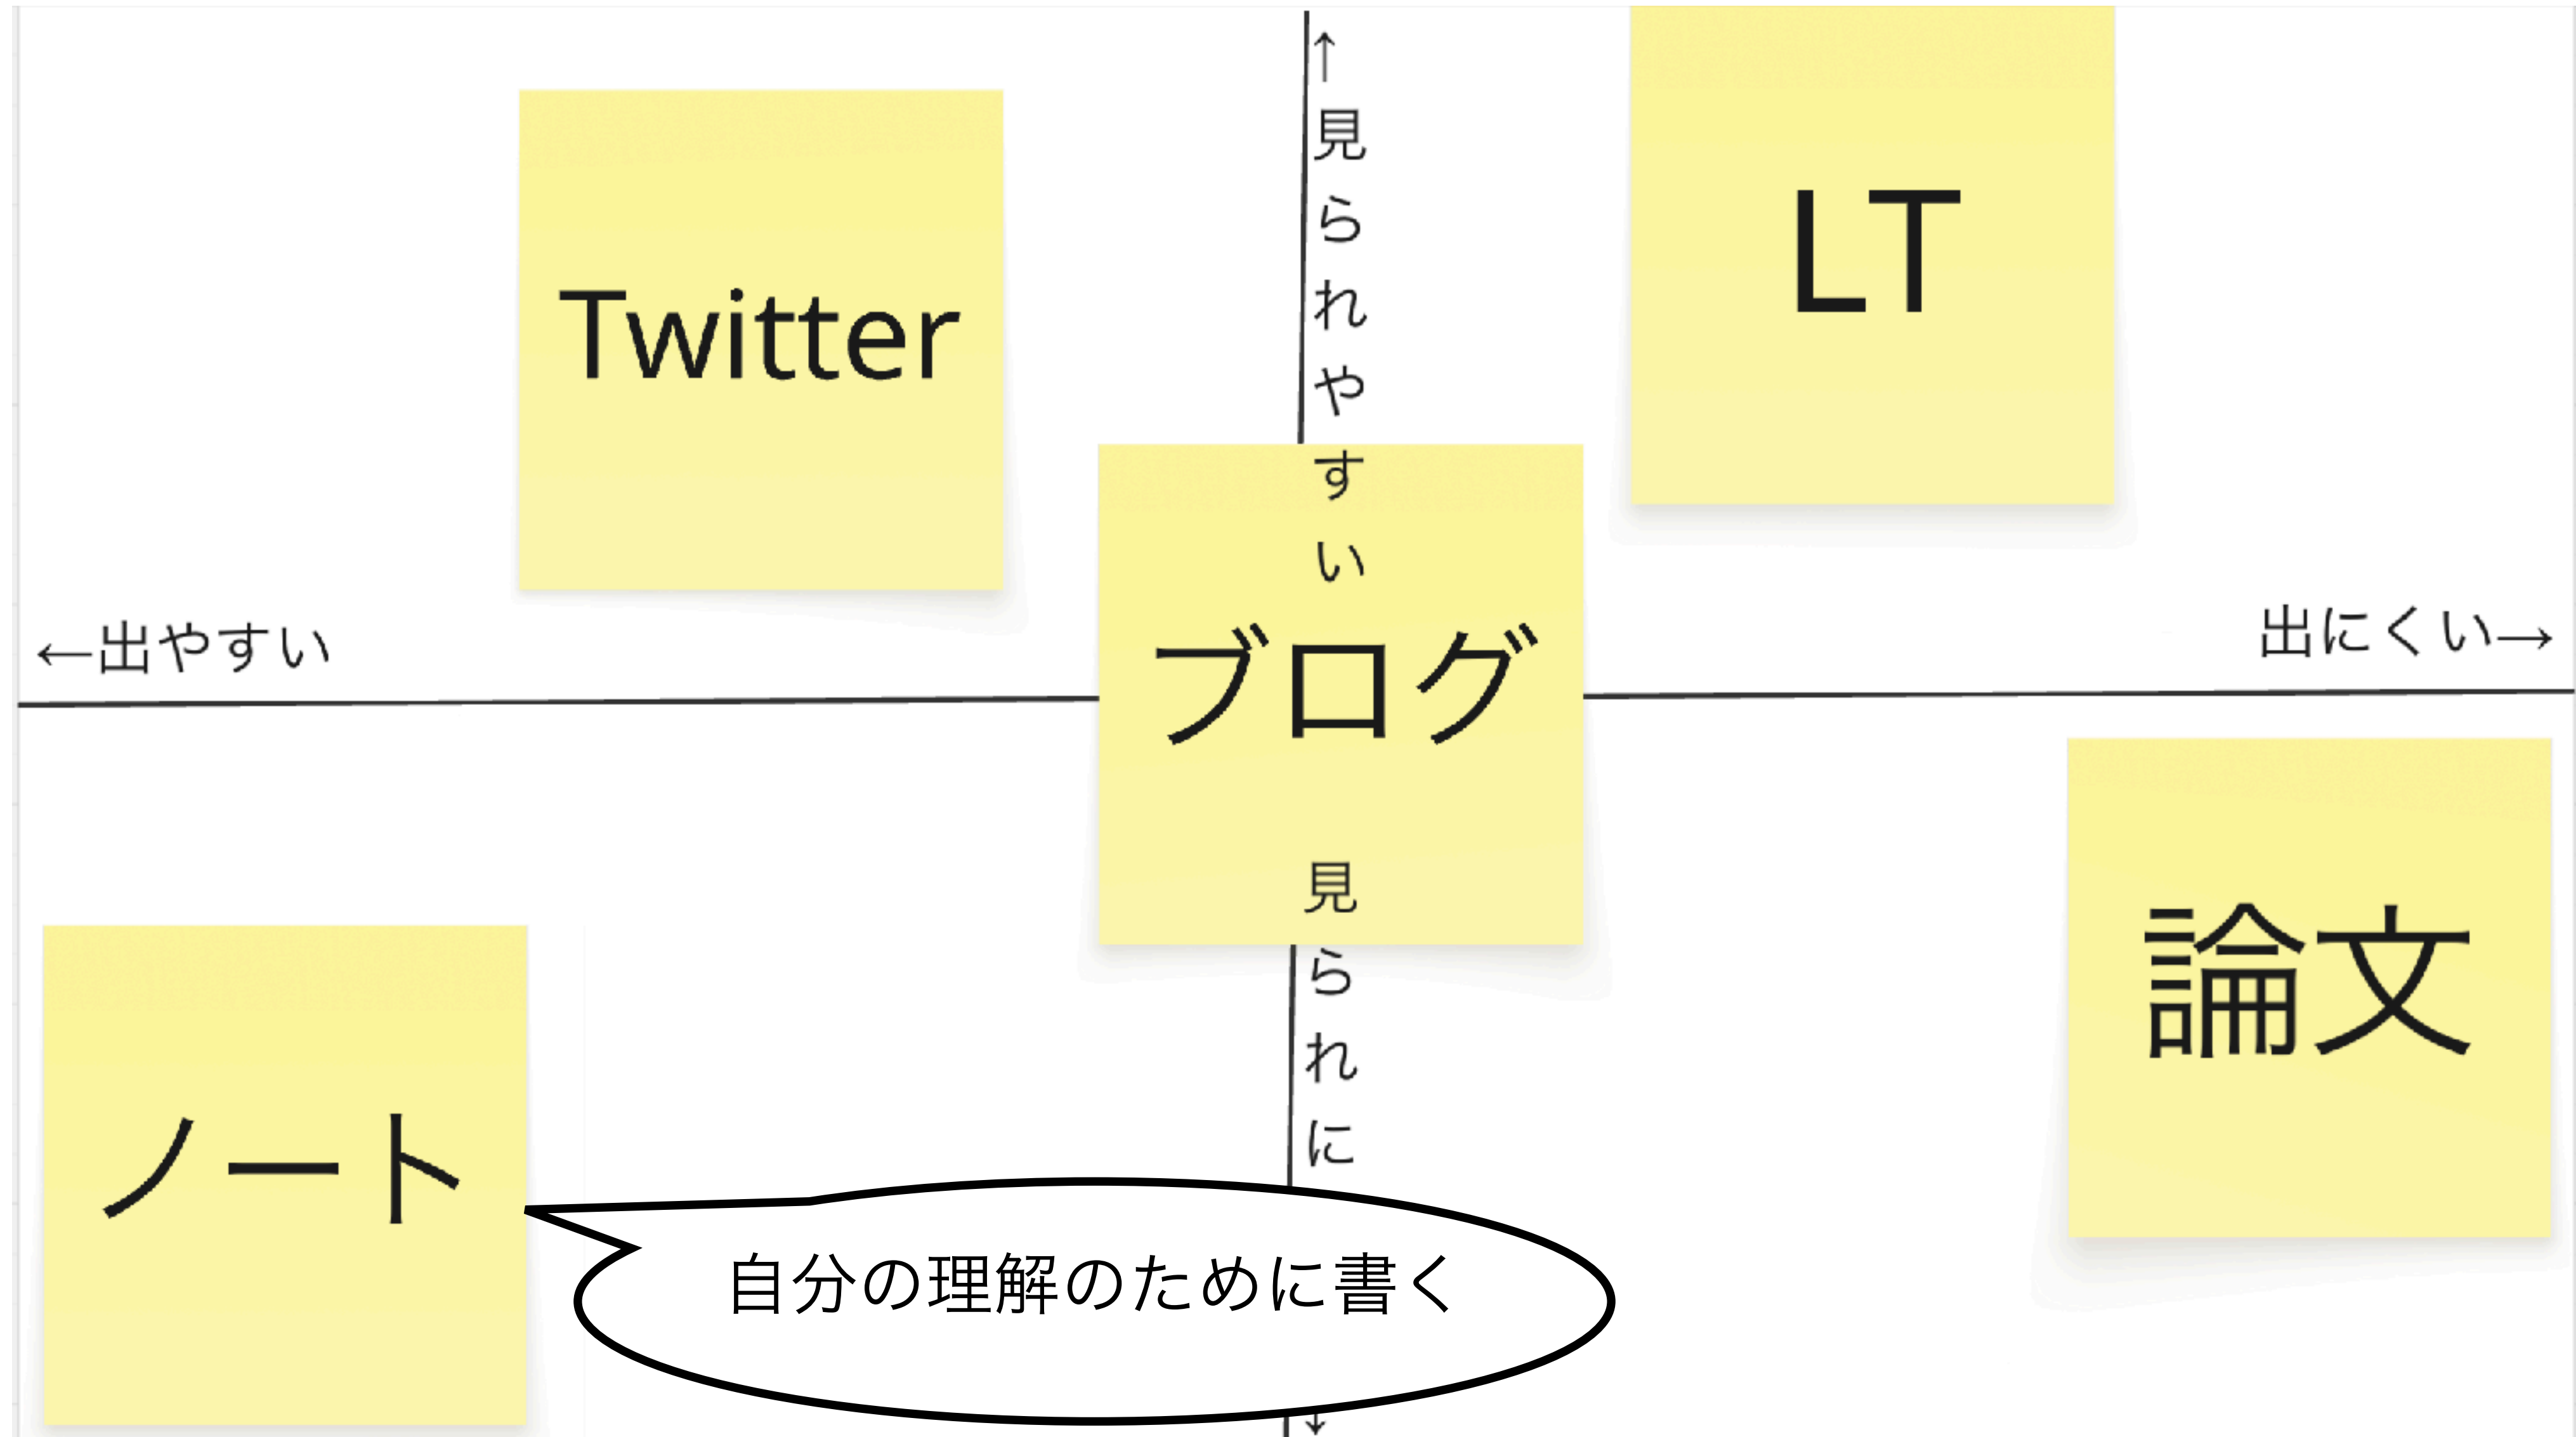 ↑見られやすい
LT
Twitter
←出やすい
出にくい→
ブログ
論文
見られに
ノート
自分の理解のために書く
↓